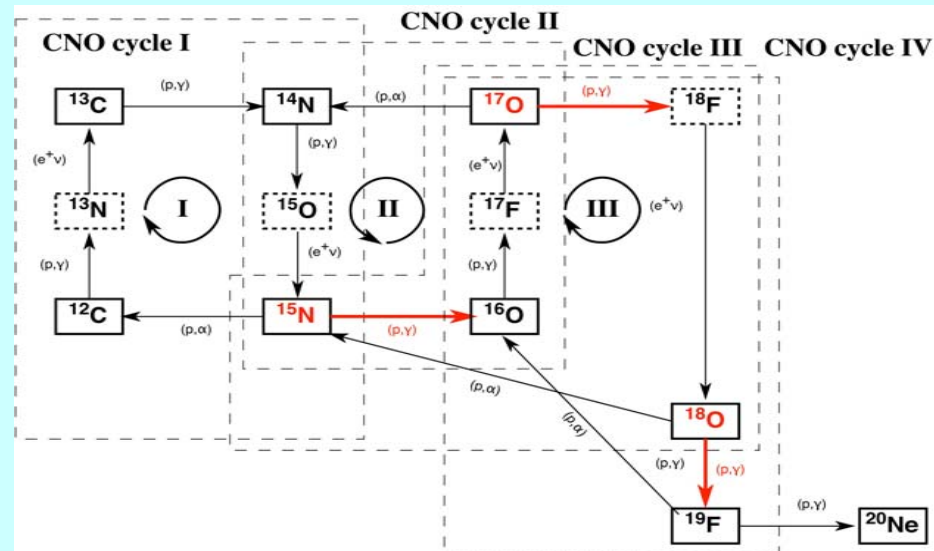 CNO cycle I
CNO cycle II
CNO cycle III
CNO cycle IV
¹³C
(p,γ)
¹⁴N
(p,α)
¹⁷O
(p,γ)
¹⁸F
(e⁺ν)
(p,γ)
(e⁺ν)
¹³N
I
¹⁵O
II
¹⁷F
III
(e⁺ν)
(p,γ)
(e⁺ν)
(p,γ)
¹²C
(p,α)
¹⁵N
(p,γ)
¹⁶O
(p,α)
(p,α)
¹⁸O
(p,γ)
(p,γ)
¹⁹F
(p,γ)
²⁰Ne